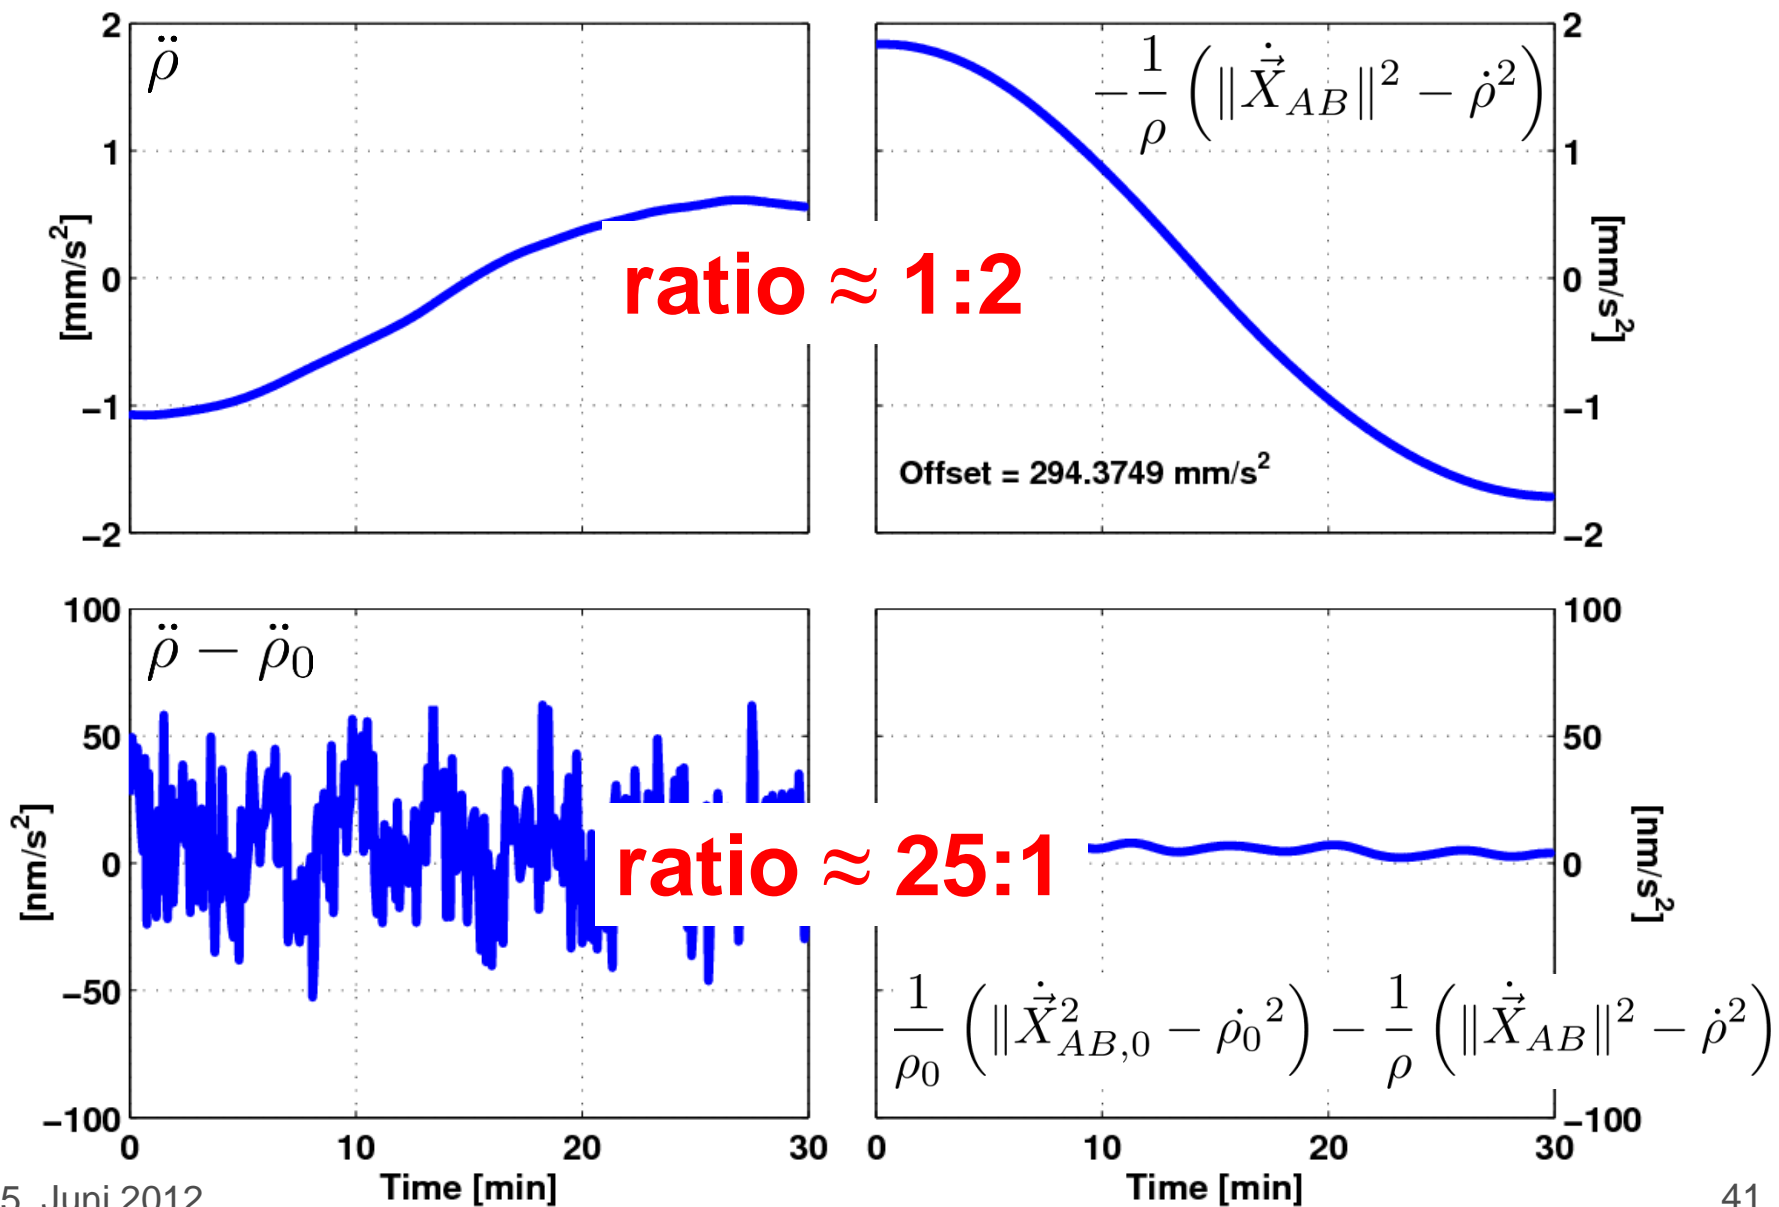 2
1
0
−1
−2
[mm/s²]
ρ̈
2
1
0
−1
−2
[mm/s²]
−1/ρ (‖Ẋ⃗_AB‖² − ρ̇²)
Offset = 294.3749 mm/s²
ratio ≈ 1:2
100
50
0
−50
−100
[nm/s²]
ρ̈ − ρ̈₀
100
50
0
−100
[nm/s²]
ratio ≈ 25:1
1/ρ₀ (‖Ẋ⃗²_AB,0 − ρ̇₀²) − 1/ρ (‖Ẋ⃗_AB‖² − ρ̇²)
0 10 20 30
0 10 20 30
Time [min]
Time [min]
5. Juni 2012
41